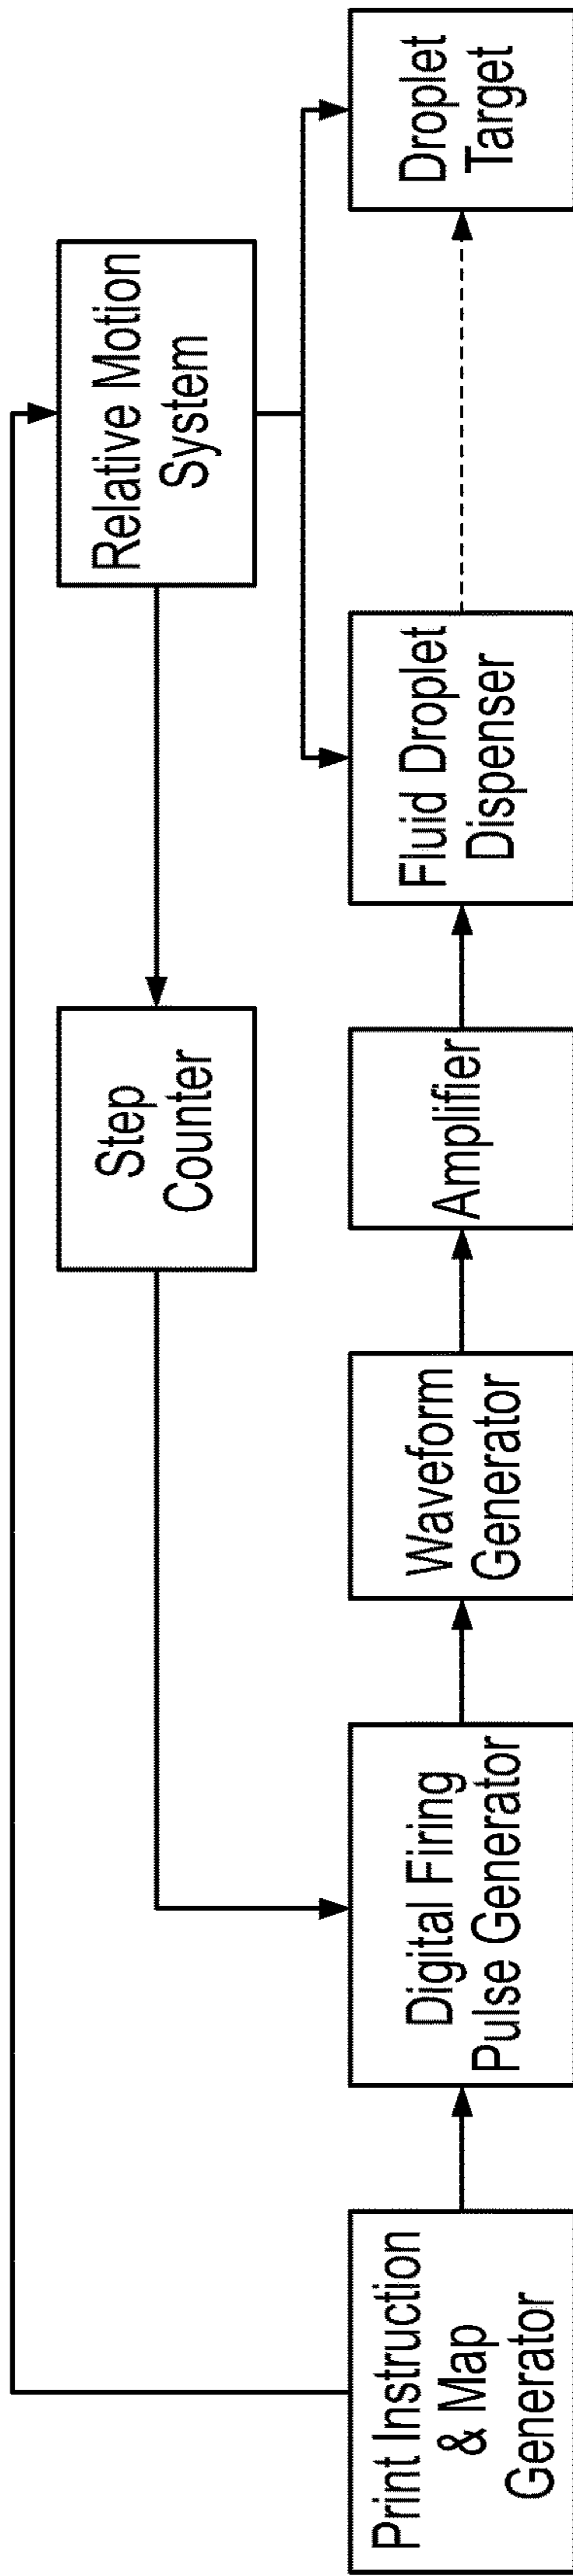 Relative Motion
System
Step
Counter
Print Instruction
& Map
Generator
Digital Firing
Pulse Generator
Waveform
Generator
Amplifier
Fluid Droplet
Dispenser
Droplet
Target